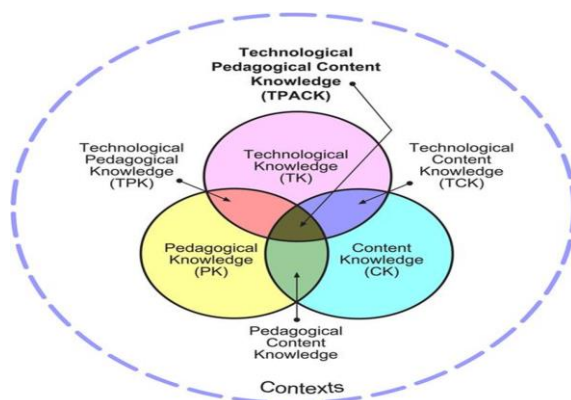 Technological
Pedagogical Content
Knowledge
(TPACK)
Technological
Pedagogical
Knowledge
(TPK)
Technological
Knowledge
(TK)
Technological
Content
Knowledge
(TCK)
Pedagogical
Knowledge
(PK)
Content
Knowledge
(CK)
Pedagogical
Content
Knowledge
Contexts